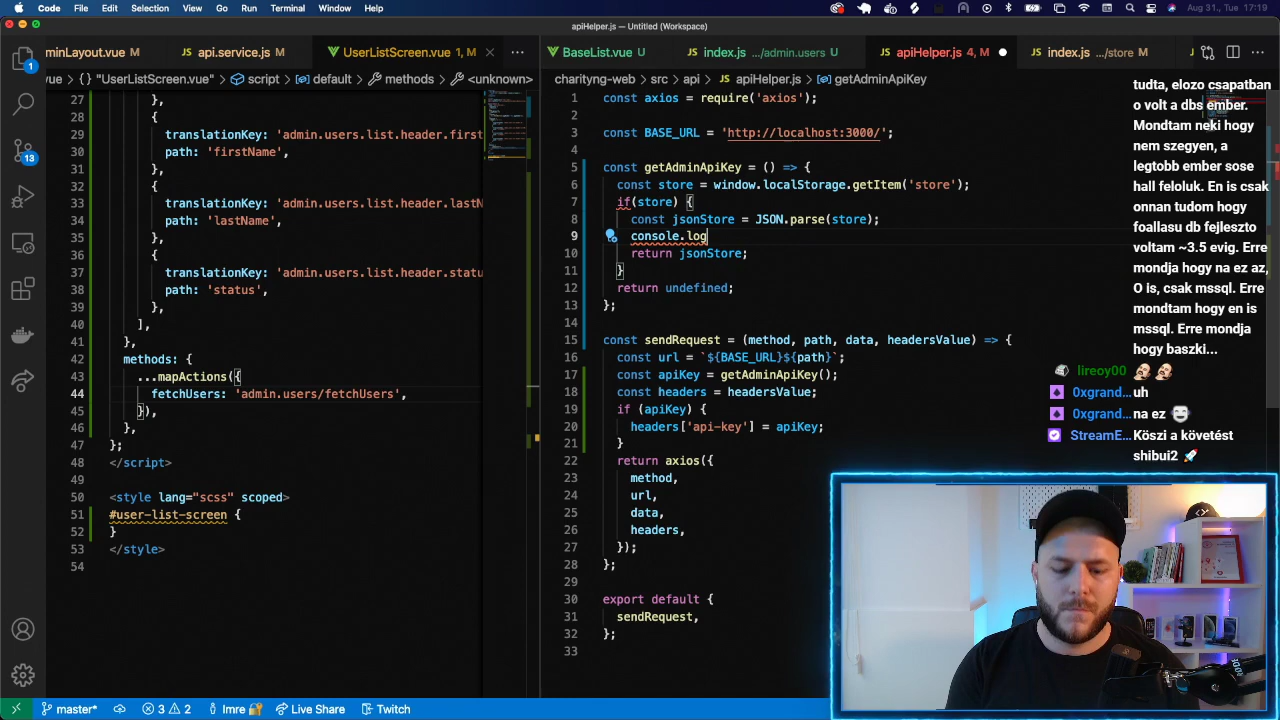 Code File Edit Selection View Go Run Terminal Window Help Aug 31., Tue 17:19
apiHelper.js — Untitled (Workspace)
minLayout.vue M api.service.js M UserListScreen.vue 1, M
BaseList.vue U index.js .../admin.users U apiHelper.js 4, M index.js .../store M
vue {} "UserListScreen.vue" script default methods <unknown>
charityng-web src api apiHelper.js getAdminApiKey
1
13
27 },
28 {
29 translationKey: 'admin.users.list.header.first
30 path: 'firstName',
31 },
32 {
33 translationKey: 'admin.users.list.header.lastN
34 path: 'lastName',
35 },
36 {
37 translationKey: 'admin.users.list.header.statu
38 path: 'status',
39 },
40 ],
41 },
42 methods: {
43 ...mapActions({
44 fetchUsers: 'admin.users/fetchUsers',
45 }),
46 },
47 };
48 </script>
49
50 <style lang="scss" scoped>
51 #user-list-screen {
52 }
53 </style>
54
1 const axios = require('axios');
2
3 const BASE_URL = 'http://localhost:3000/';
4
5 const getAdminApiKey = () => {
6 const store = window.localStorage.getItem('store');
7 if(store) {
8 const jsonStore = JSON.parse(store);
9 console.log
10 return jsonStore;
11 }
12 return undefined;
13 };
14
15 const sendRequest = (method, path, data, headersValue) => {
16 const url = `${BASE_URL}${path}`;
17 const apiKey = getAdminApiKey();
18 const headers = headersValue;
19 if (apiKey) {
20 headers['api-key'] = apiKey;
21 }
22 return axios({
23 method,
24 url,
25 data,
26 headers,
27 });
28 };
29
30 export default {
31 sendRequest,
32 };
33
tudta, elozo csapatban
o volt a dbs ember.
Mondtam neki hogy
nem szegyen, a
legtobb ember sose
hall feloluk. En is csak
onnan tudom hogy
foallasu db fejleszto
voltam ~3.5 evig. Erre
mondja hogy na ez az,
O is, csak mssql. Erre
mondtam hogy en is
mssql. Erre mondja
hogy baszki...
lireoy00
0xgrand... uh
0xgrand... na ez
StreamE... Köszi a követést
shibui2
master* 3 2 Imre Live Share Twitch